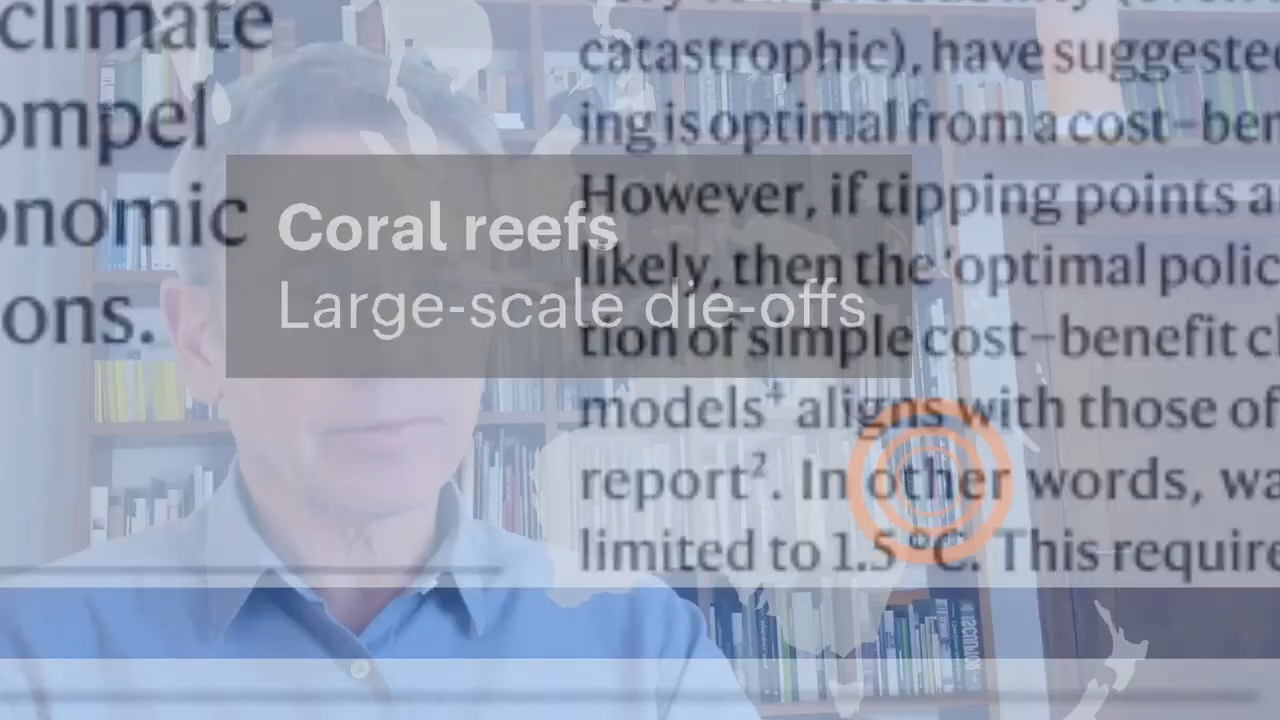 climate
ompel
onomic
ons.
Coral reefs
Large-scale die-offs
catastrophic), have suggested
ing is optimal from a cost–ben
However, if tipping points a
likely, then the 'optimal polic
tion of simple cost–benefit cl
models⁴ aligns with those of
report². In other words, wa
limited to 1.5 °C. This require